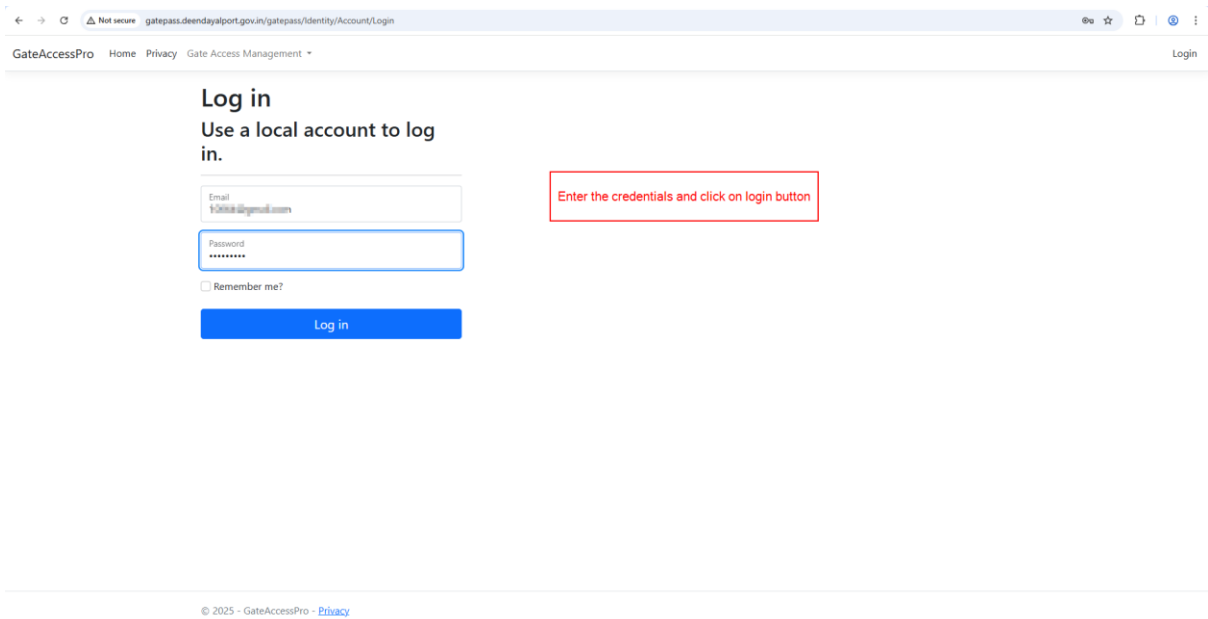 Not secure gatepass.deendayalport.gov.in/gatepass/Identity/Account/Login
GateAccessPro Home Privacy Gate Access Management Login
Log in
Use a local account to log
in.
Email
Enter the credentials and click on login button
Password
•••••••••
Remember me?
Log in
© 2025 - GateAccessPro - Privacy